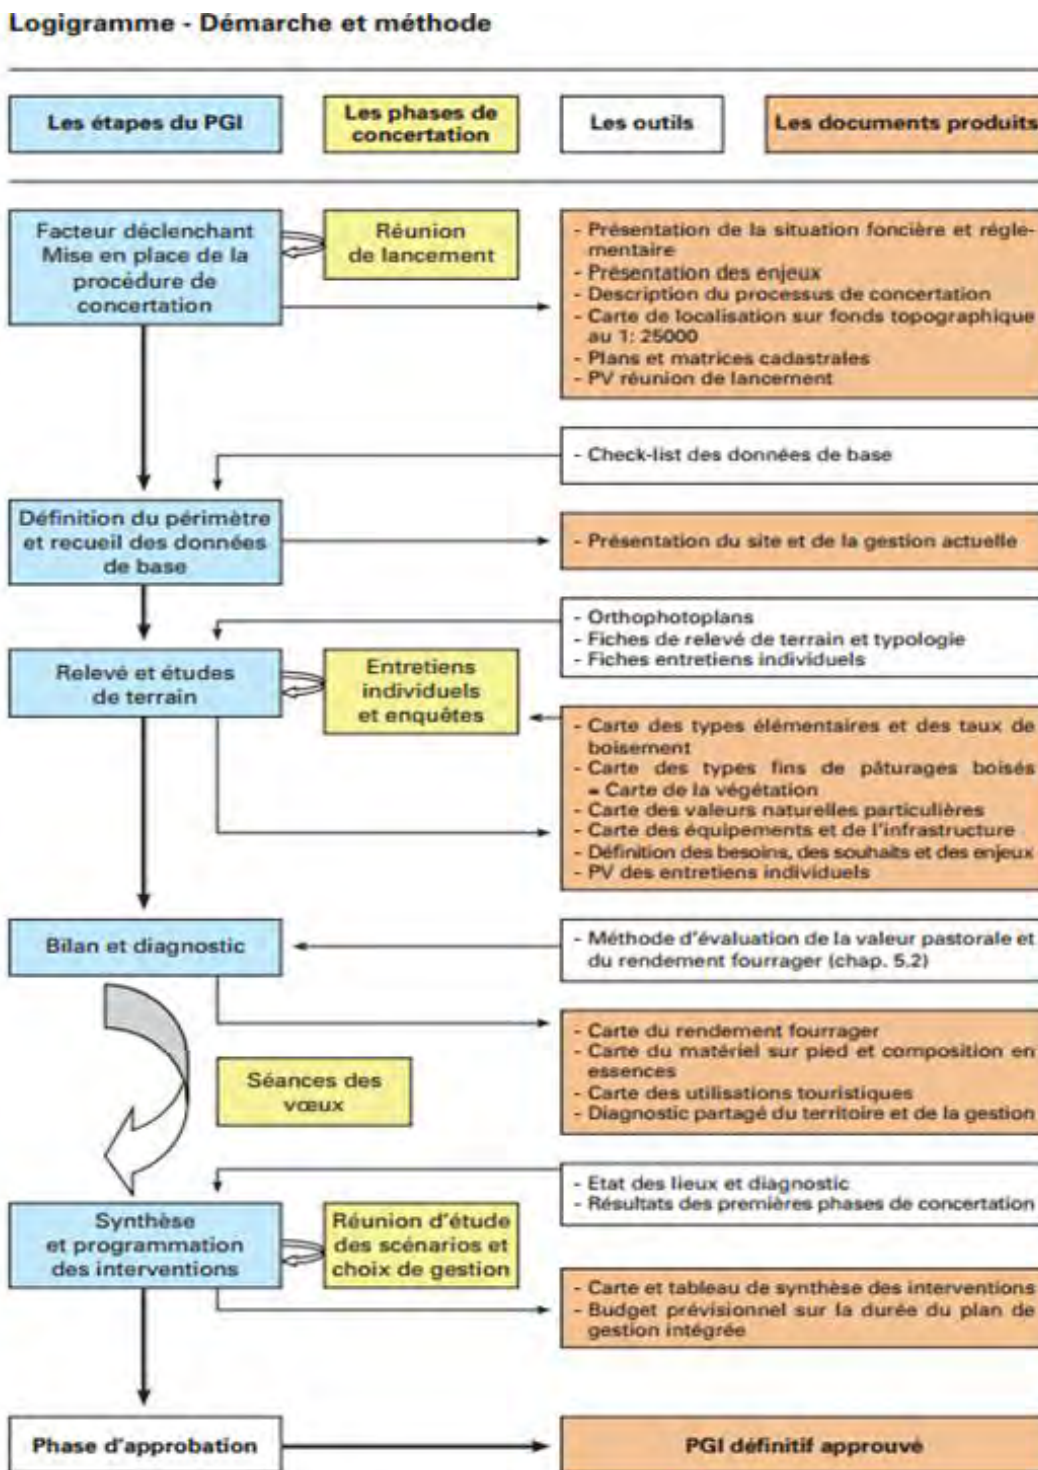 Logigramme - Démarche et méthode
Les étapes du PGI
Les phases de
concertation
Les outils
Les documents produits
Facteur déclenchant
Mise en place de la
procédure de
concertation
Réunion
de lancement
- Présentation de la situation foncière et régle-
mentaire
- Présentation des enjeux
- Description du processus de concertation
- Carte de localisation sur fonds topographique
au 1: 25000
- Plans et matrices cadastrales
- PV réunion de lancement
- Check-list des données de base
Définition du périmètre
et recueil des données
de base
- Présentation du site et de la gestion actuelle
- Orthophotoplans
- Fiches de relevé de terrain et typologie
- Fiches entretiens individuels
Relevé et études
de terrain
Entretiens
individuels
et enquêtes
- Carte des types élémentaires et des taux de
boisement
- Carte des types fins de pâturages boisés
= Carte de la végétation
- Carte des valeurs naturelles particulières
- Carte des équipements et de l'infrastructure
- Définition des besoins, des souhaits et des enjeux
- PV des entretiens individuels
Bilan et diagnostic
- Méthode d'évaluation de la valeur pastorale et
du rendement fourrager (chap. 5.2)
- Carte du rendement fourrager
- Carte du matériel sur pied et composition en
essences
- Carte des utilisations touristiques
- Diagnostic partagé du territoire et de la gestion
Séances des
vœux
- Etat des lieux et diagnostic
- Résultats des premières phases de concertation
Synthèse
et programmation
des interventions
Réunion d'étude
des scénarios et
choix de gestion
- Carte et tableau de synthèse des interventions
- Budget prévisionnel sur la durée du plan de
gestion intégrée
Phase d'approbation
PGI définitif approuvé